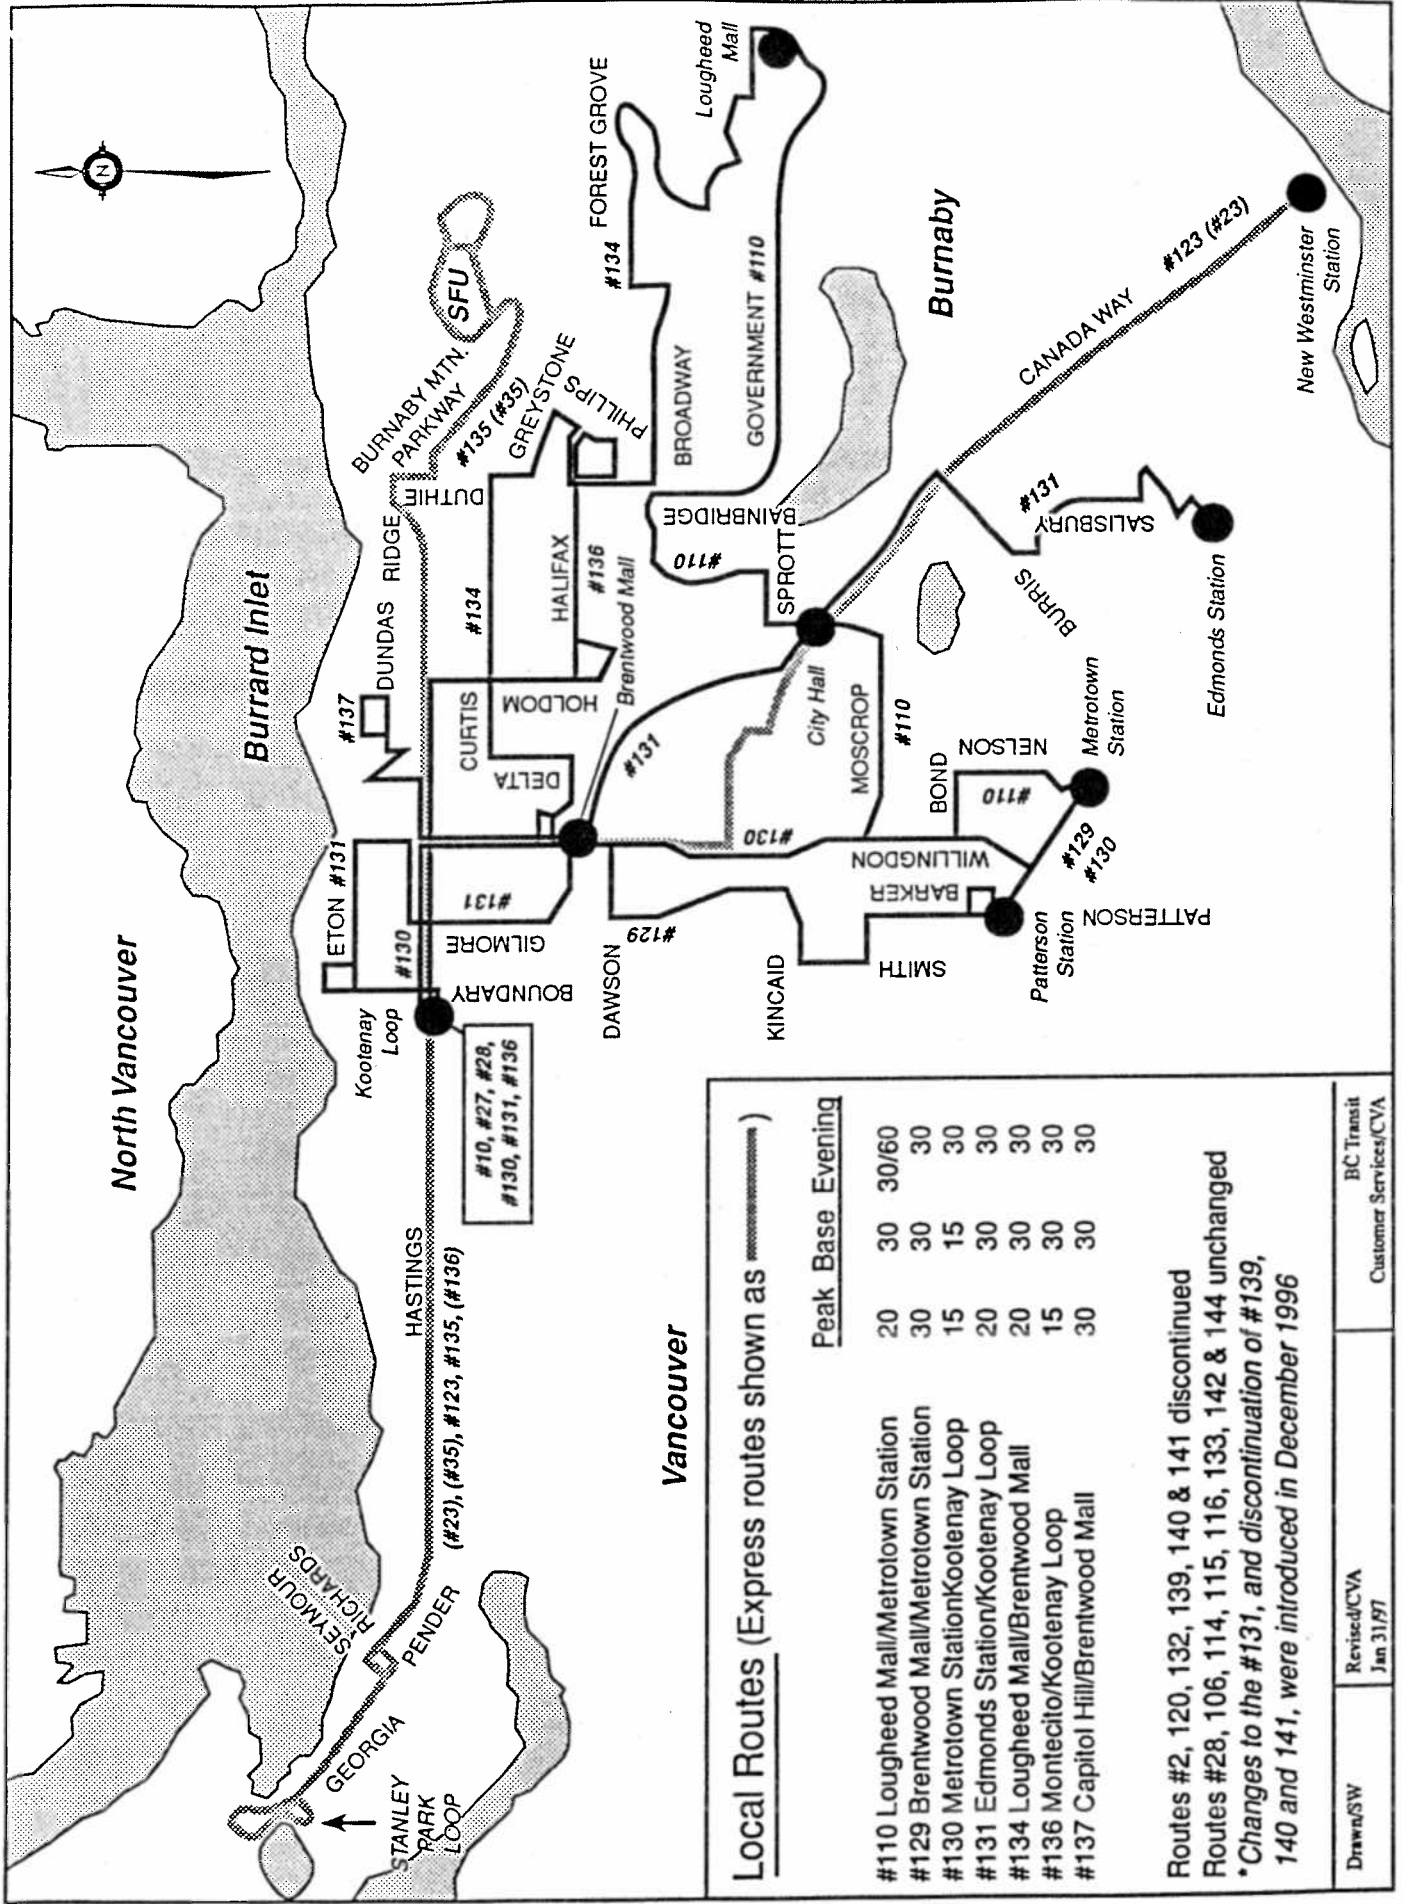 North Vancouver
Burrard Inlet
N
STANLEY
PARK
LOOP
GEORGIA
SEYMOUR
RICHARDS
PENDER
HASTINGS
(#23), (#35), #123, #135, (#136)
Vancouver
Kootenay
Loop
#10, #27, #28,
#130, #131, #136
ETON #131
#130
#131
GILMORE
BOUNDARY
#137
DUNDAS
RIDGE
BURNABY MTN.
PARKWAY
#135 (#35)
SFU
DUTHIE
GREYSTONE
PHILLIPS
CURTIS
#134
HOLDOM
HALIFAX
#136
DELTA
Brentwood Mall
FOREST GROVE
#134
Lougheed
Mall
BROADWAY
GOVERNMENT #110
BAINBRIDGE
#110
SPROTT
City Hall
#131
#130
MOSCROP
#110
DAWSON
#129
KINCAID
SMITH
WILLINGDON
BARKER
BOND
NELSON
#110
#129
#130
PATTERSON
Patterson
Station
Metrotown
Station
Burnaby
CANADA WAY
#123 (#23)
New Westminster
Station
#131
SALISBURY
BURRIS
Edmonds Station
Local Routes (Express routes shown as )
Peak Base Evening
#110 Lougheed Mall/Metrotown Station 20 30 30/60
#129 Brentwood Mall/Metrotown Station 30 30 30
#130 Metrotown StationKootenay Loop 15 15 30
#131 Edmonds Station/Kootenay Loop 20 30 30
#134 Lougheed Mall/Brentwood Mall 20 30 30
#136 Montecito/Kootenay Loop 15 30 30
#137 Capitol Hill/Brentwood Mall 30 30 30
Routes #2, 120, 132, 139, 140 & 141 discontinued
Routes #28, 106, 114, 115, 116, 133, 142 & 144 unchanged
*Changes to the #131, and discontinuation of #139,
140 and 141, were introduced in December 1996
Drawn/SW
Revised/CVA
Jan 31/97
BC Transit
Customer Services/CVA